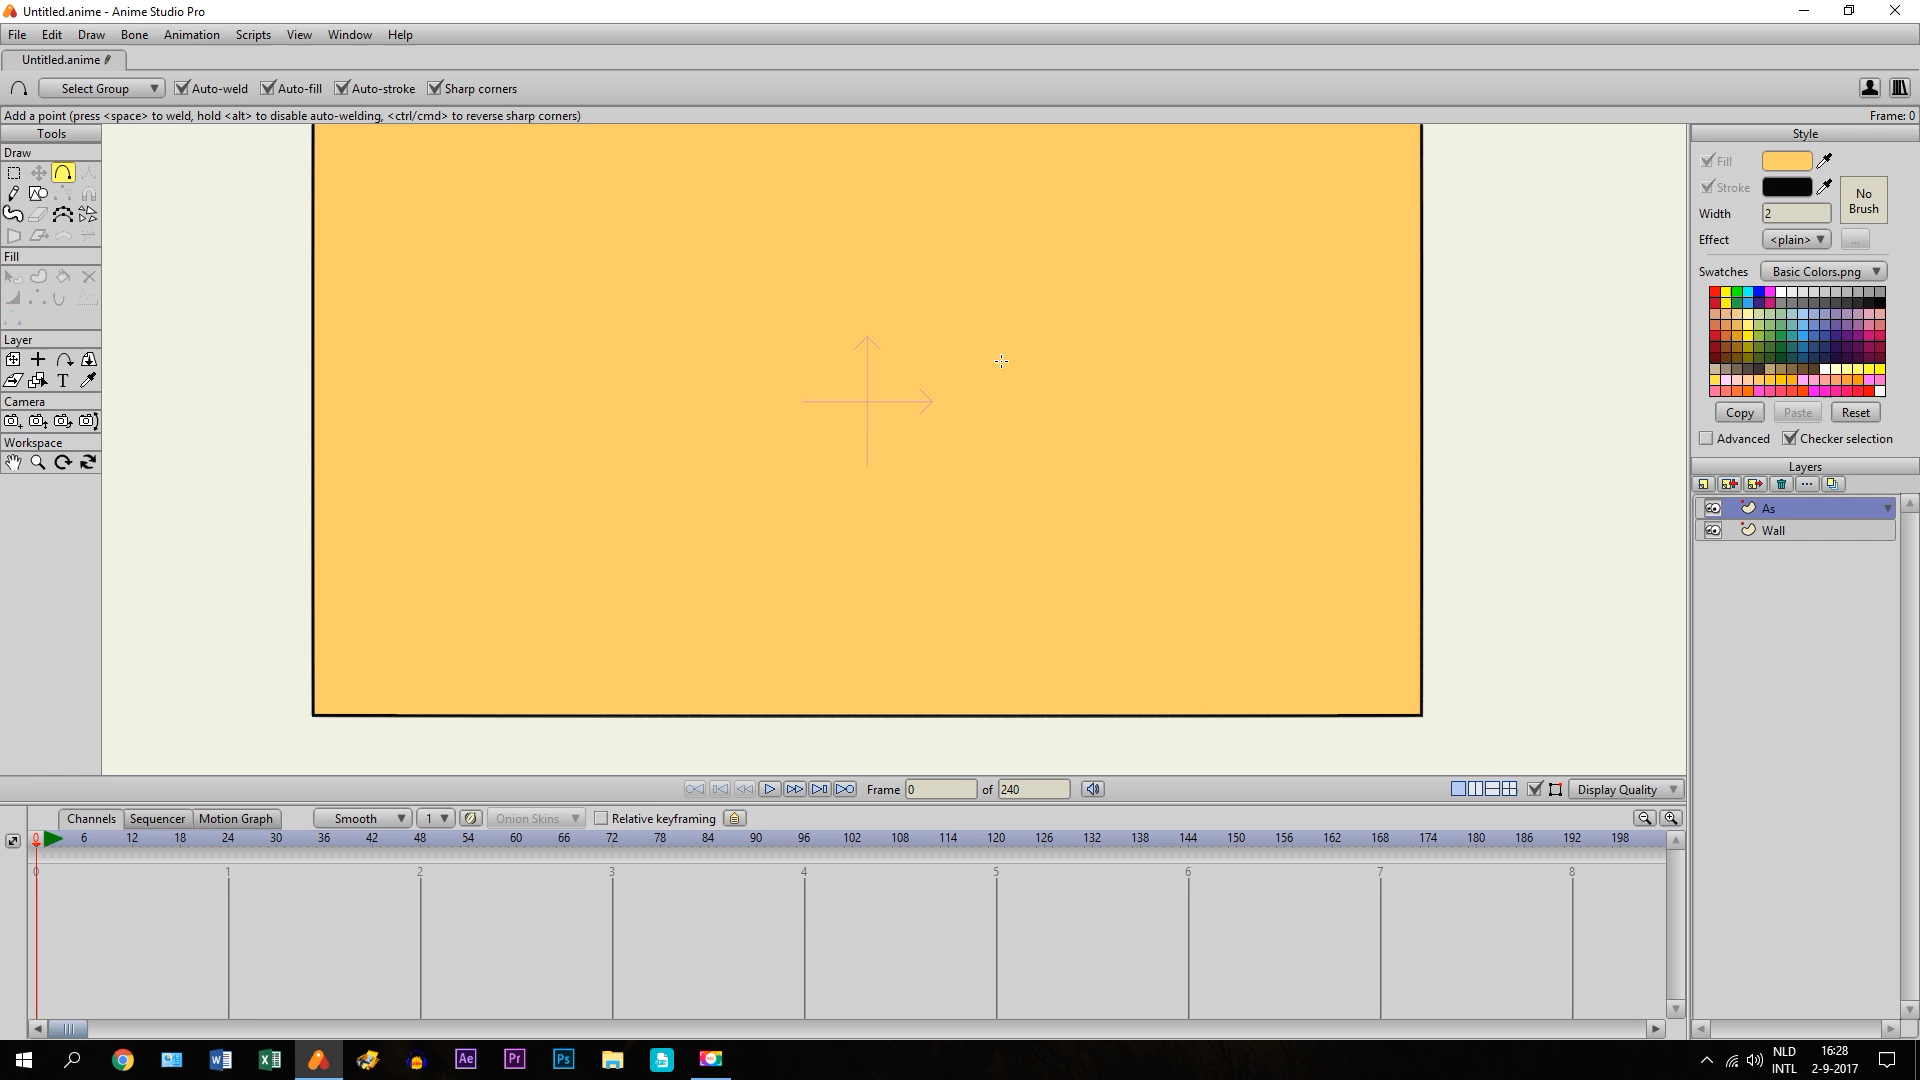 Untitled.anime - Anime Studio Pro
File Edit Draw Bone Animation Scripts View Window Help
Untitled.anime
Select Group Auto-weld Auto-fill Auto-stroke Sharp corners
Add a point (press <space> to weld, hold <alt> to disable auto-welding, <ctrl/cmd> to reverse sharp corners) Frame: 0
Tools
Draw
Fill
Layer
T
Camera
Workspace
Style
Fill
Stroke
No
Brush
Width 2
Effect <plain> ...
Swatches Basic Colors.png
Copy Paste Reset
Advanced Checker selection
Layers
As
Wall
Frame 0 of 240 Display Quality
Channels Sequencer Motion Graph Smooth 1 Onion Skins Relative keyframing
0 6 12 18 24 30 36 42 48 54 60 66 72 78 84 90 96 102 108 114 120 126 132 138 144 150 156 162 168 174 180 186 192 198
0 1 2 3 4 5 6 7 8
Ae Pr Ps
NLD
INTL
16:28
2-9-2017